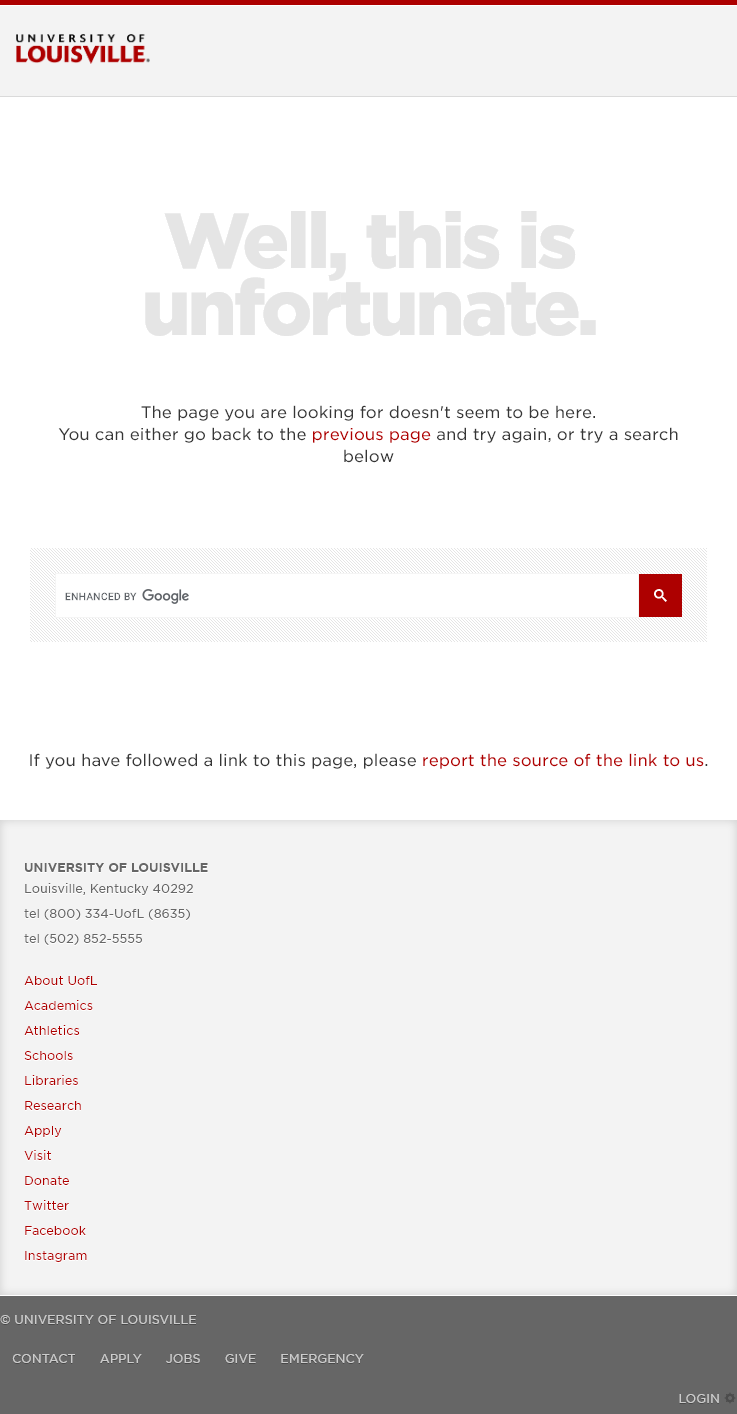 UNIVERSITY OF
LOUISVILLE.
Well, this is
unfortunate.
The page you are looking for doesn't seem to be here.
You can either go back to the previous page and try again, or try a search
below
ENHANCED BY Google
If you have followed a link to this page, please report the source of the link to us.
UNIVERSITY OF LOUISVILLE
Louisville, Kentucky 40292
tel (800) 334-UofL (8635)
tel (502) 852-5555
About UofL
Academics
Athletics
Schools
Libraries
Research
Apply
Visit
Donate
Twitter
Facebook
Instagram
© UNIVERSITY OF LOUISVILLE
CONTACT APPLY JOBS GIVE EMERGENCY
LOGIN